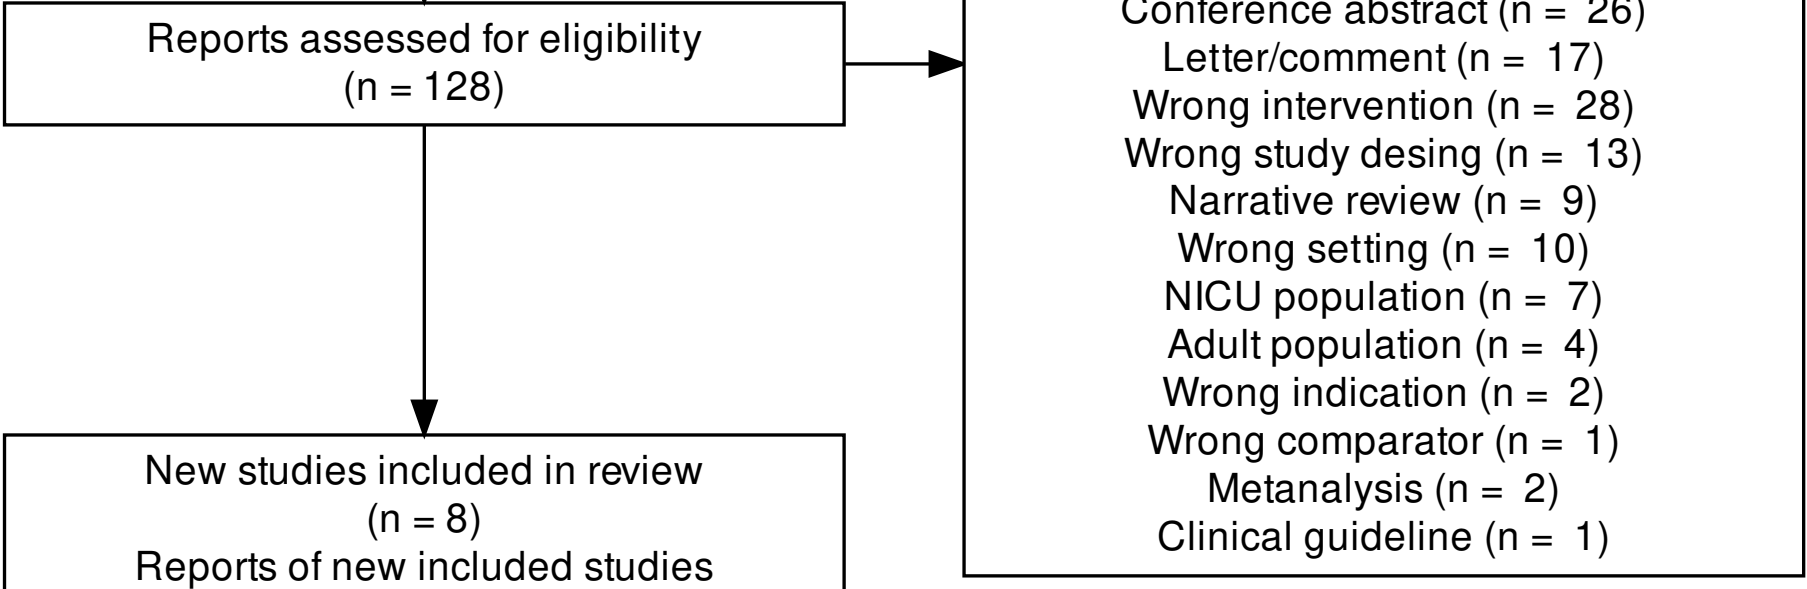 Reports assessed for eligibility
(n = 128)
Conference abstract (n = 26)
Letter/comment (n = 17)
Wrong intervention (n = 28)
Wrong study desing (n = 13)
Narrative review (n = 9)
Wrong setting (n = 10)
NICU population (n = 7)
Adult population (n = 4)
Wrong indication (n = 2)
Wrong comparator (n = 1)
Metanalysis (n = 2)
Clinical guideline (n = 1)
New studies included in review
(n = 8)
Reports of new included studies